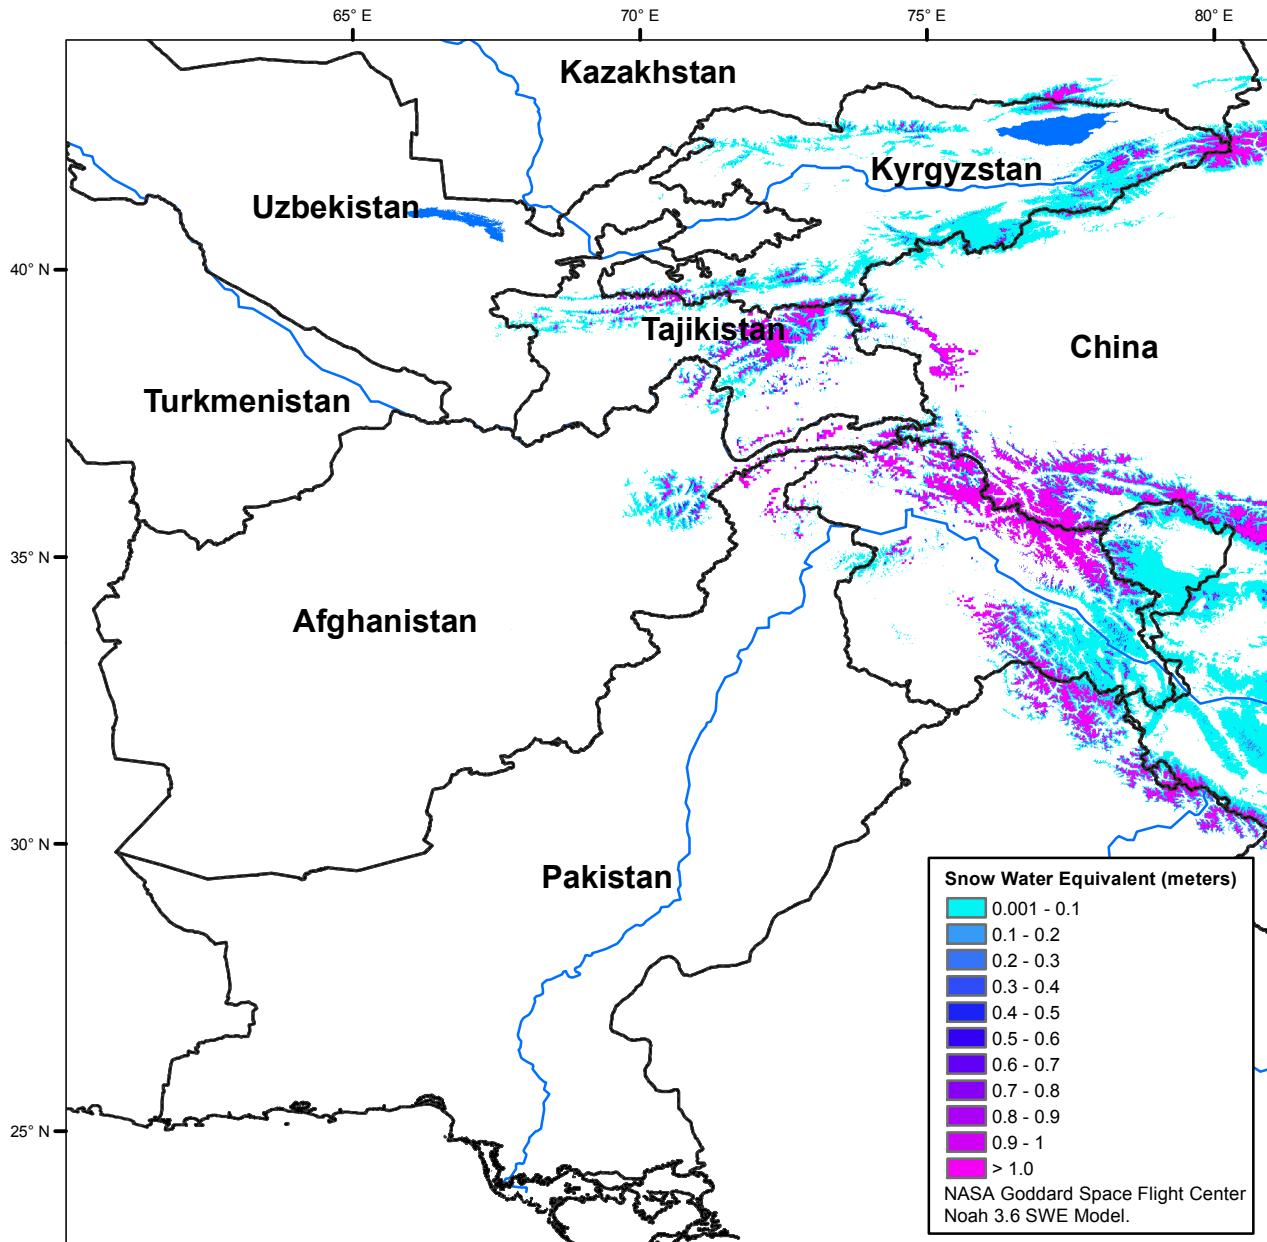 65° E
70° E
75° E
80° E
Kazakhstan
Kyrgyzstan
Uzbekistan
40° N
Tajikistan
China
Turkmenistan
35° N
Afghanistan
30° N
Pakistan
25° N
Snow Water Equivalent (meters)
0.001 - 0.1
0.1 - 0.2
0.2 - 0.3
0.3 - 0.4
0.4 - 0.5
0.5 - 0.6
0.6 - 0.7
0.7 - 0.8
0.8 - 0.9
0.9 - 1
> 1.0
NASA Goddard Space Flight Center
Noah 3.6 SWE Model.